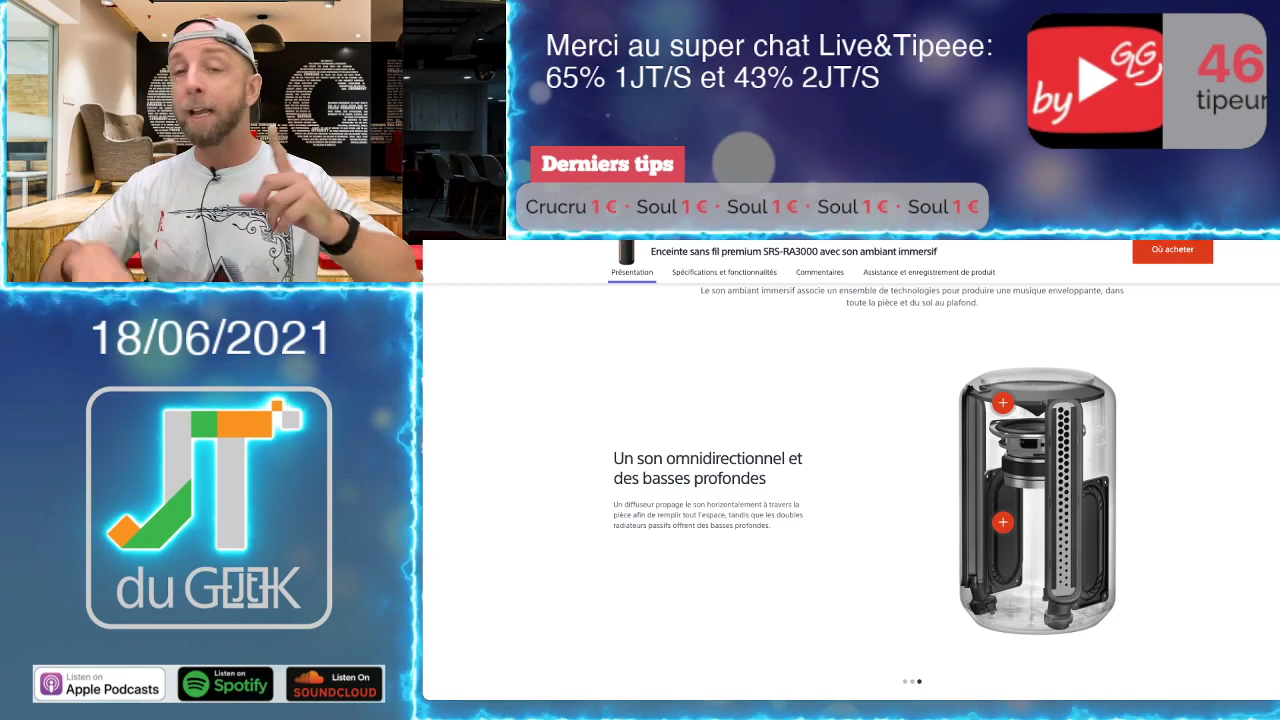 Merci au super chat Live&Tipeee:
65% 1JT/S et 43% 2JT/S
by GG
46
tipeur
Derniers tips
Crucru 1 € · Soul 1 € · Soul 1 € · Soul 1 € · Soul 1 €
Enceinte sans fil premium SRS-RA3000 avec son ambiant immersif
Où acheter
Présentation
Spécifications et fonctionnalités
Commentaires
Assistance et enregistrement de produit
Le son ambiant immersif associe un ensemble de technologies pour produire une musique enveloppante, dans
toute la pièce et du sol au plafond.
Un son omnidirectionnel et
des basses profondes
Un diffuseur propage le son horizontalement à travers la
pièce afin de remplir tout l'espace, tandis que les doubles
radiateurs passifs offrent des basses profondes.
18/06/2021
JT
du GEEK
Listen on
Apple Podcasts
Listen on
Spotify
Listen On
SOUNDCLOUD